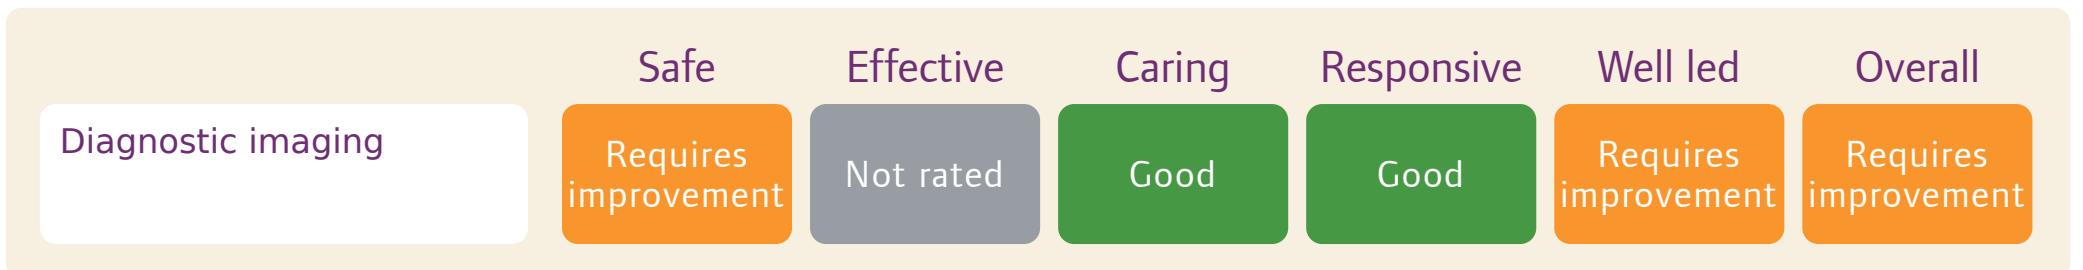 Safe Effective Caring Responsive Well led Overall
Diagnostic imaging
Requires improvement
Not rated
Good
Good
Requires improvement
Requires improvement